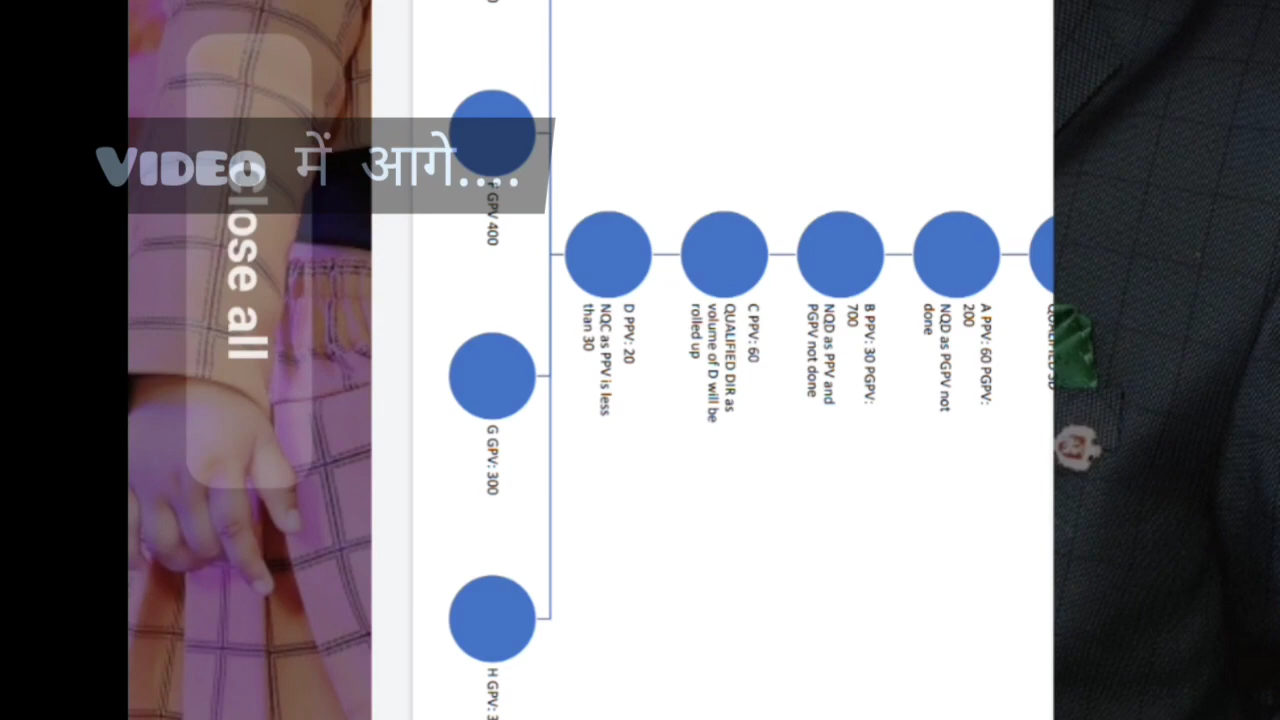 VIDEO में आगे....
Close all
F GPV 400
G GPV: 300
H GPV: 3
D PPV: 20
NQC as PPV is less
than 30
C PPV: 60
QUALIFIED DIR as
volume of D will be
rolled up
B PPV: 30 PGPV:
700
NQD as PPV and
PGPV not done
A PPV: 60 PGPV:
200
NQD as PGPV not
done